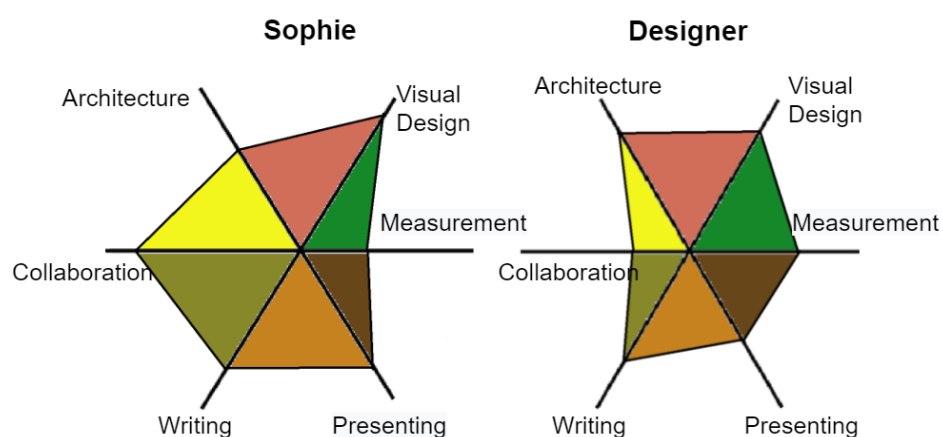 Sophie
Architecture
Visual
Design
Measurement
Collaboration
Writing
Presenting
Designer
Architecture
Visual
Design
Measurement
Collaboration
Writing
Presenting